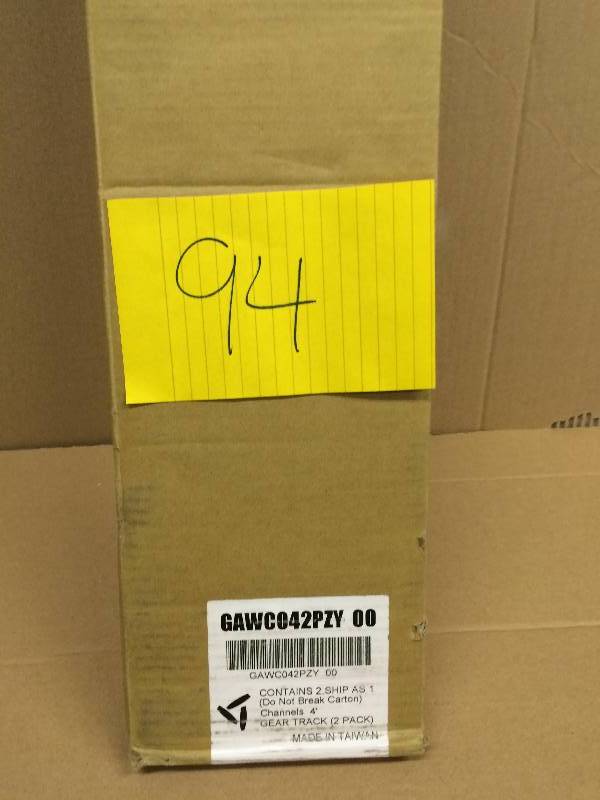 94
GAWC042PZY 00
GAWC042PZY 00
CONTAINS 2.SHIP AS 1
(Do Not Break Carton)
Channels 4'
GEAR TRACK (2 PACK)
MADE IN TAIWAN